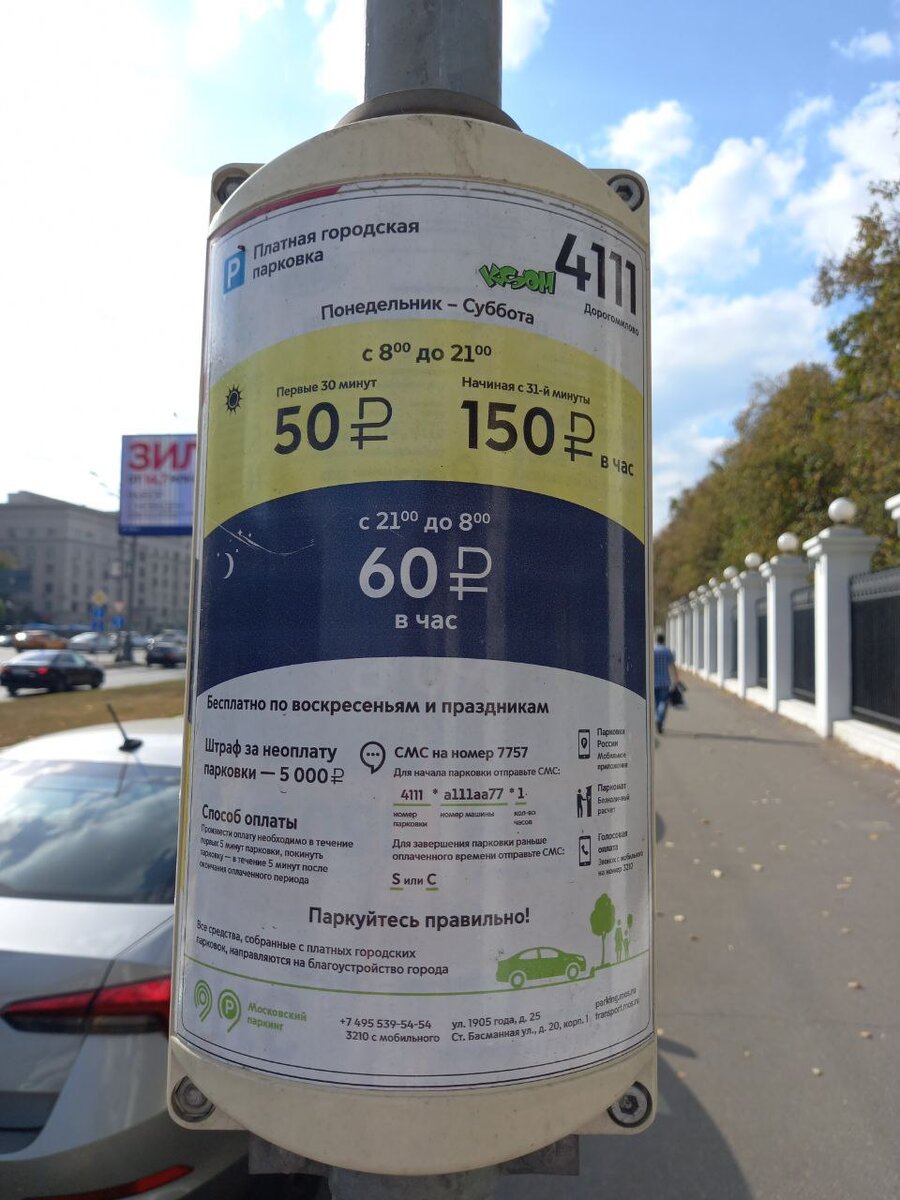 Платная городская
парковка
4111
Дорогомилово
Понедельник – Суббота
с 8⁰⁰ до 21⁰⁰
Первые 30 минут
50 ₽
Начиная с 31-й минуты
150 ₽ в час
с 21⁰⁰ до 8⁰⁰
60 ₽
в час
Бесплатно по воскресеньям и праздникам
Штраф за неоплату
парковки — 5 000 ₽
Способ оплаты
Произвести оплату необходимо в течение
первых 5 минут парковки, покинуть
парковку — в течение 5 минут после
окончания оплаченного периода
СМС на номер 7757
Для начала парковки отправьте СМС:
4111 * а111аа77 * 1
номер парковки
номер машины
кол-во часов
Для завершения парковки раньше
оплаченного времени отправьте СМС:
S или C
Парковки
России
Мобильное
приложение
Паркомат
Безналичный
расчет
Голосовая
оплата
Звонок с мобильного
на номер 3210
Паркуйтесь правильно!
Все средства, собранные с платных городских
парковок, направляются на благоустройство города
Московский
паркинг
+7 495 539-54-54
3210 с мобильного
ул. 1905 года, д. 25
Ст. Басманная ул., д. 20, корп. 1
parking.mos.ru
transport.mos.ru
ЗИЛ